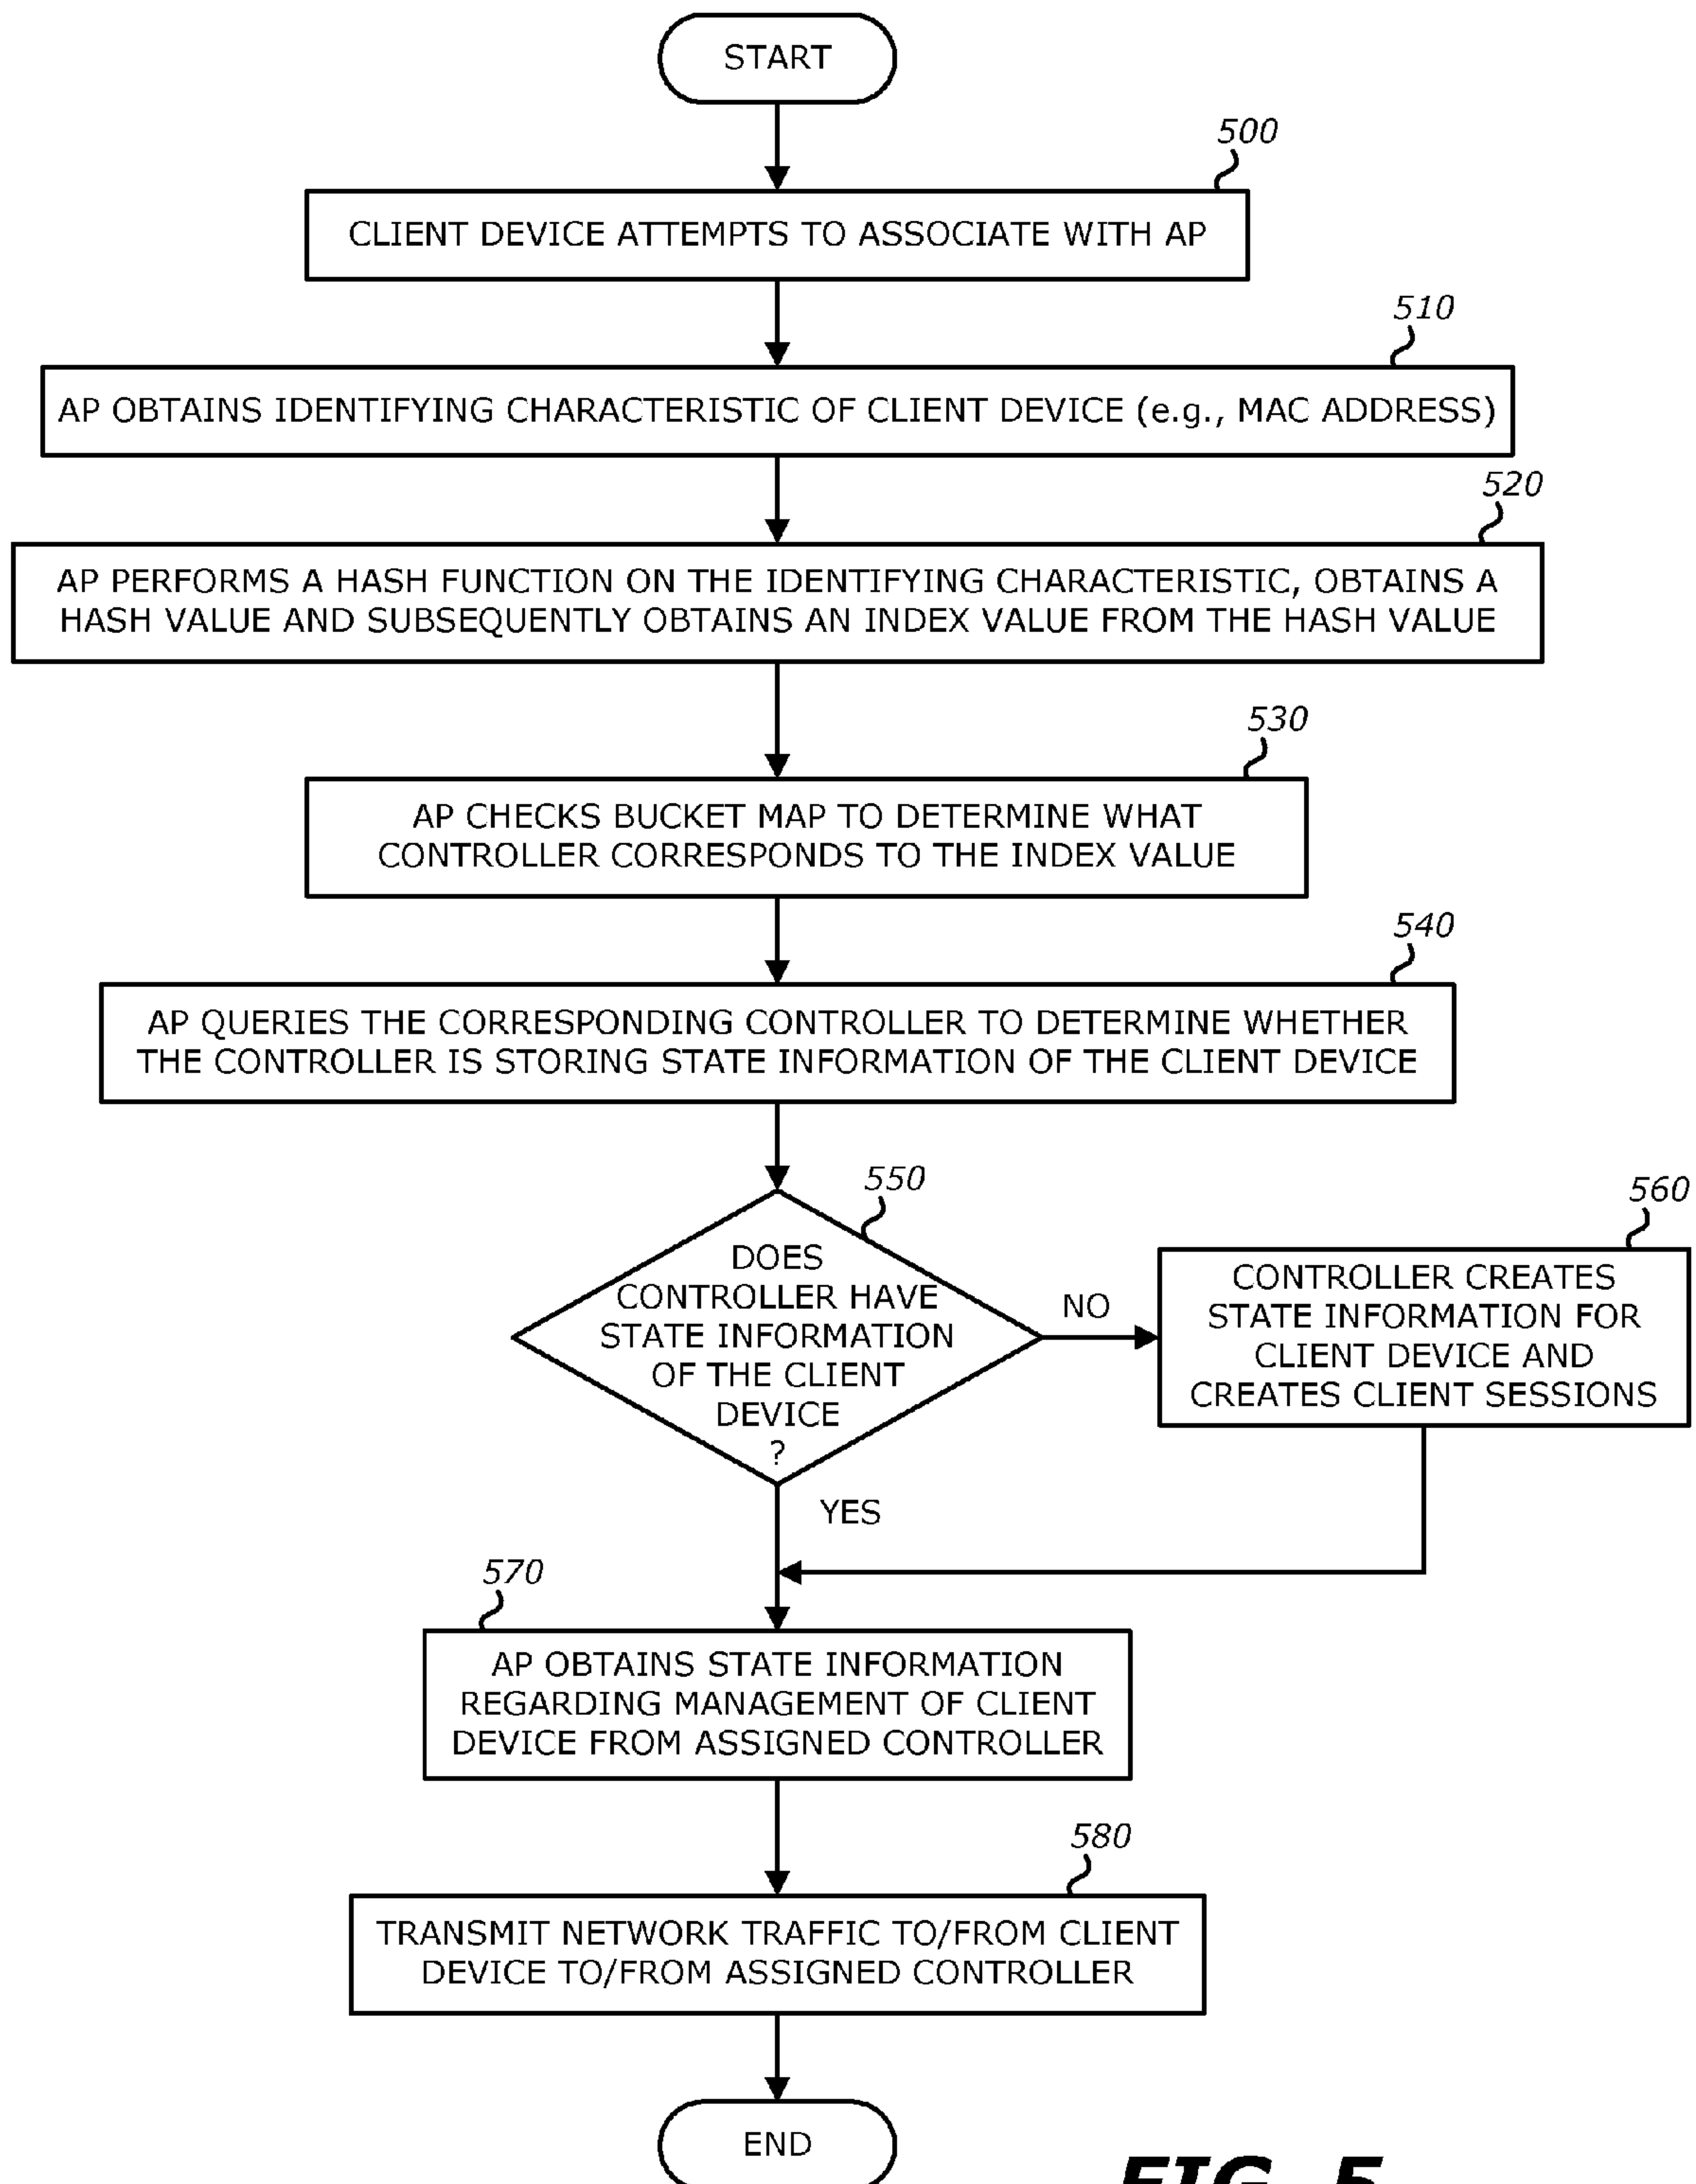 START
500
CLIENT DEVICE ATTEMPTS TO ASSOCIATE WITH AP
510
AP OBTAINS IDENTIFYING CHARACTERISTIC OF CLIENT DEVICE (e.g., MAC ADDRESS)
520
AP PERFORMS A HASH FUNCTION ON THE IDENTIFYING CHARACTERISTIC, OBTAINS A
HASH VALUE AND SUBSEQUENTLY OBTAINS AN INDEX VALUE FROM THE HASH VALUE
530
AP CHECKS BUCKET MAP TO DETERMINE WHAT
CONTROLLER CORRESPONDS TO THE INDEX VALUE
540
AP QUERIES THE CORRESPONDING CONTROLLER TO DETERMINE WHETHER
THE CONTROLLER IS STORING STATE INFORMATION OF THE CLIENT DEVICE
550
DOES
CONTROLLER HAVE
STATE INFORMATION
OF THE CLIENT
DEVICE
?
NO
560
CONTROLLER CREATES
STATE INFORMATION FOR
CLIENT DEVICE AND
CREATES CLIENT SESSIONS
YES
570
AP OBTAINS STATE INFORMATION
REGARDING MANAGEMENT OF CLIENT
DEVICE FROM ASSIGNED CONTROLLER
580
TRANSMIT NETWORK TRAFFIC TO/FROM CLIENT
DEVICE TO/FROM ASSIGNED CONTROLLER
END
FIG. 5